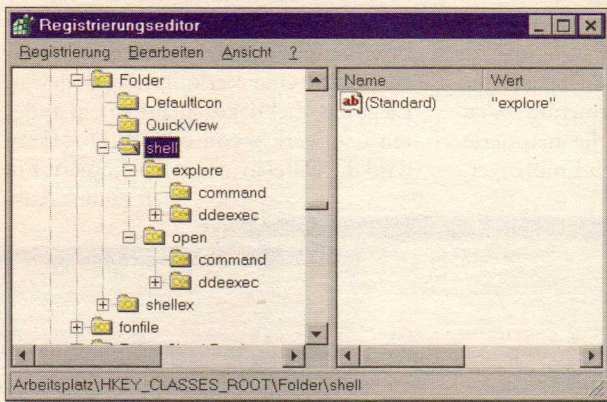 Registrierungseditor
Registrierung Bearbeiten Ansicht ?
Folder
DefaultIcon
QuickView
shell
explore
command
ddeexec
open
command
ddeexec
shellex
fonfile
Name Wert
ab (Standard) "explore"
Arbeitsplatz\HKEY_CLASSES_ROOT\Folder\shell